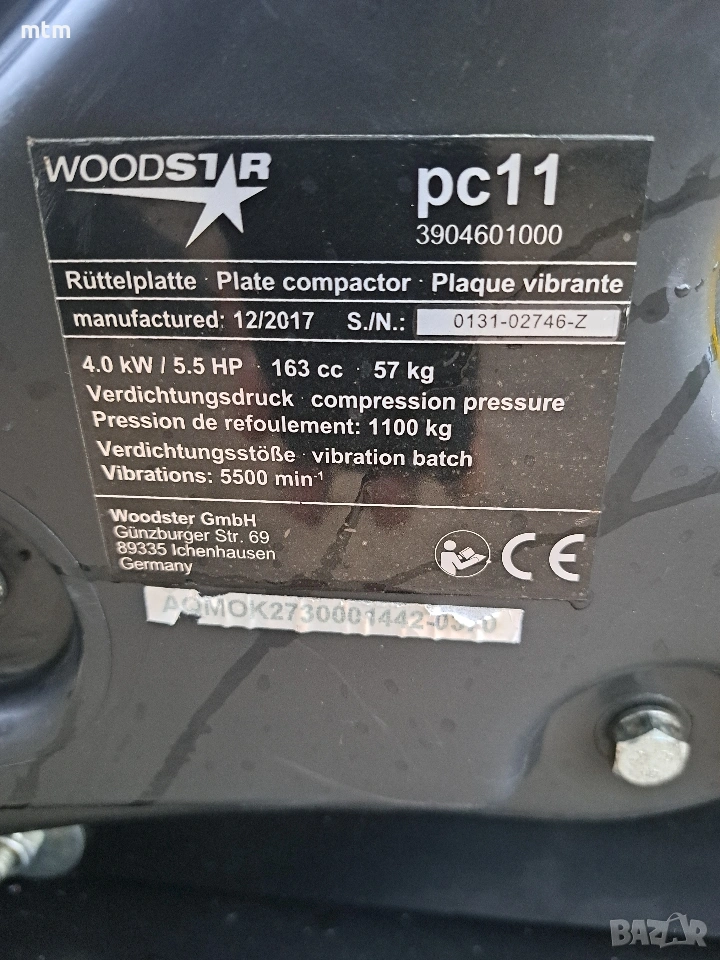 mtm
WOODSTAR
pc11
3904601000
Rüttelplatte · Plate compactor · Plaque vibrante
manufactured: 12/2017 S./N.: 0131-02746-Z
4.0 kW / 5.5 HP · 163 cc · 57 kg
Verdichtungsdruck · compression pressure
Pression de refoulement: 1100 kg
Verdichtungsstöße · vibration batch
Vibrations: 5500 min⁻¹
Woodster GmbH
Günzburger Str. 69
89335 Ichenhausen
Germany
CE
BAZAR